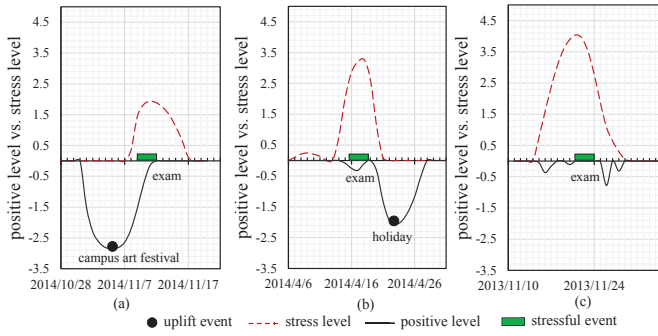 positive level vs. stress level
4.5
3.5
2.5
1.5
0.5
-0.5
-1.5
-2.5
-3.5
exam
campus art festival
2014/10/28 2014/11/7 2014/11/17
(a)
positive level vs. stress level
4.5
3.5
2.5
1.5
0.5
-0.5
-1.5
-2.5
-3.5
exam
holiday
2014/4/6 2014/4/16 2014/4/26
(b)
positive level vs. stress level
4.5
3.5
2.5
1.5
0.5
-0.5
-1.5
-2.5
-3.5
exam
2013/11/10 2013/11/24
(c)
uplift event stress level positive level stressful event